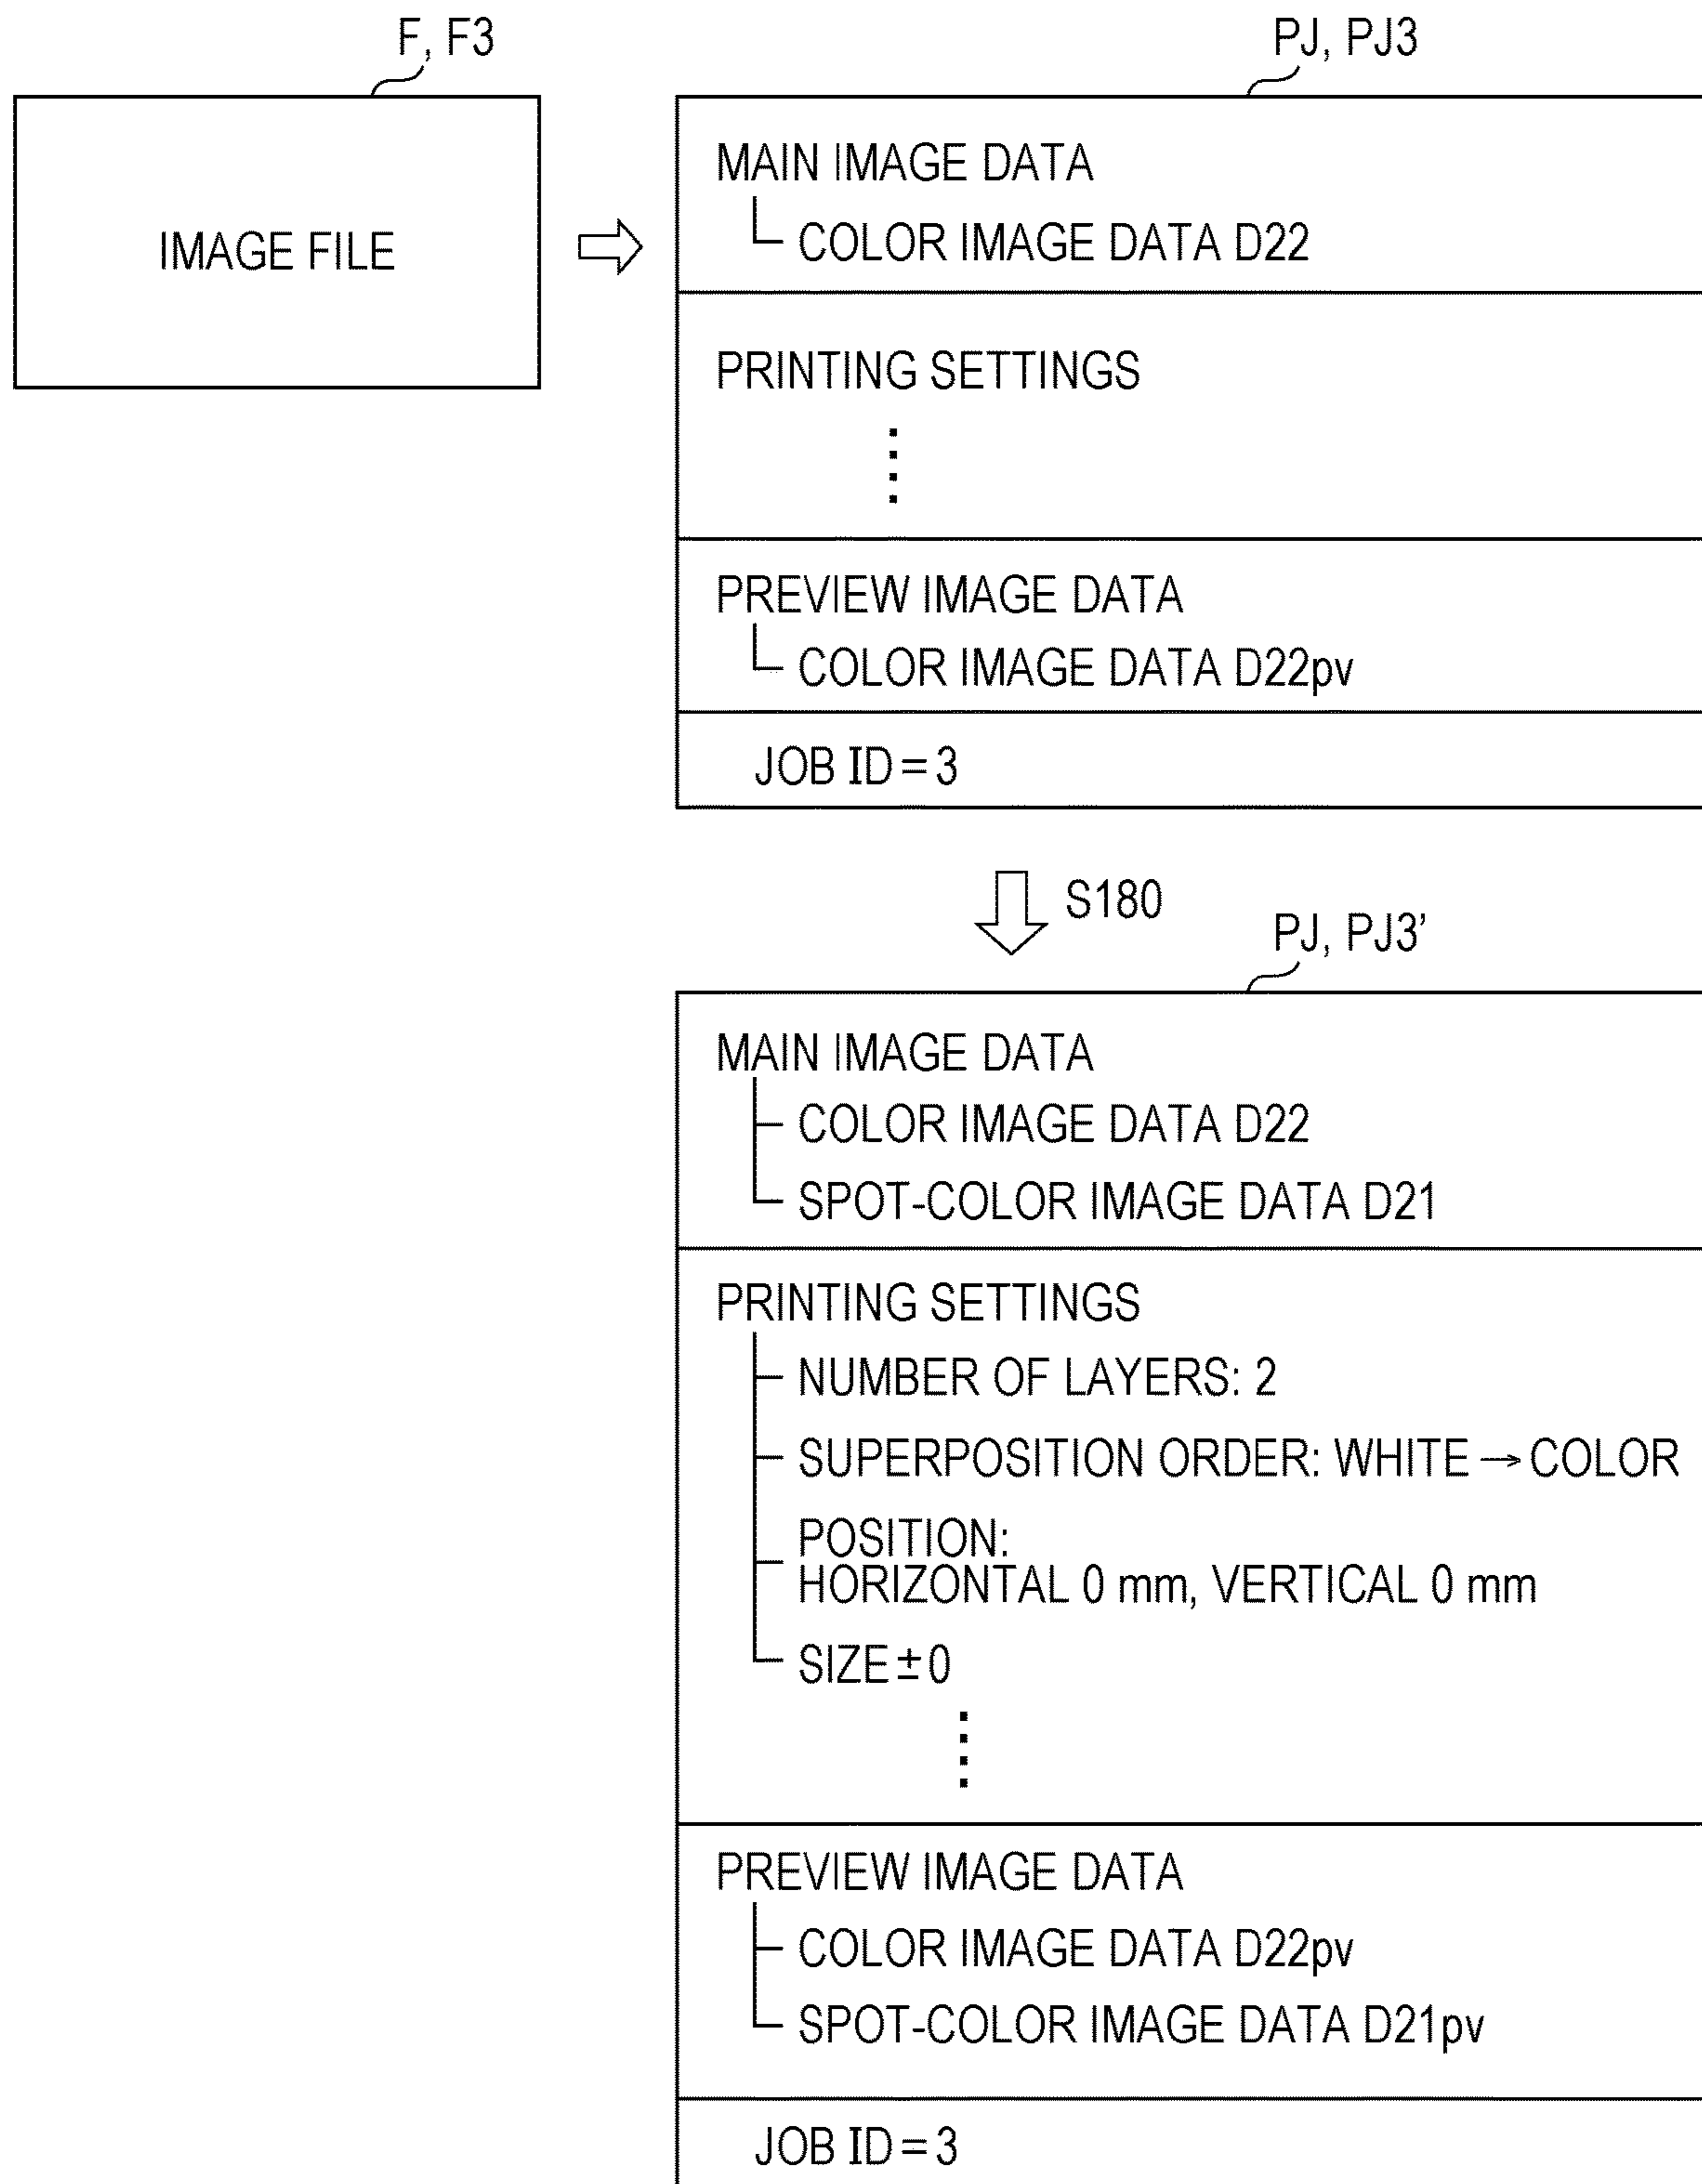 F, F3
IMAGE FILE
PJ, PJ3
MAIN IMAGE DATA
COLOR IMAGE DATA D22
PRINTING SETTINGS
PREVIEW IMAGE DATA
COLOR IMAGE DATA D22pv
JOB ID = 3
S180
PJ, PJ3’
MAIN IMAGE DATA
COLOR IMAGE DATA D22
SPOT-COLOR IMAGE DATA D21
PRINTING SETTINGS
NUMBER OF LAYERS: 2
SUPERPOSITION ORDER: WHITE → COLOR
POSITION:
HORIZONTAL 0 mm, VERTICAL 0 mm
SIZE ± 0
PREVIEW IMAGE DATA
COLOR IMAGE DATA D22pv
SPOT-COLOR IMAGE DATA D21pv
JOB ID = 3